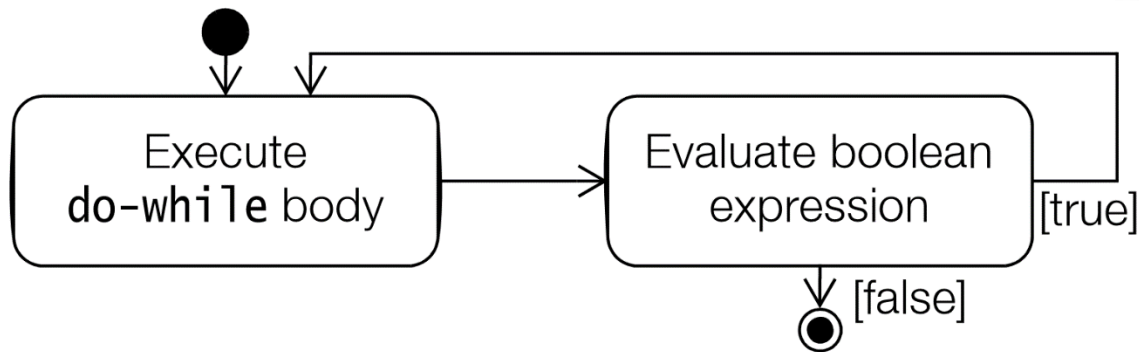 Execute
do-while body
Evaluate boolean
expression
[true]
[false]